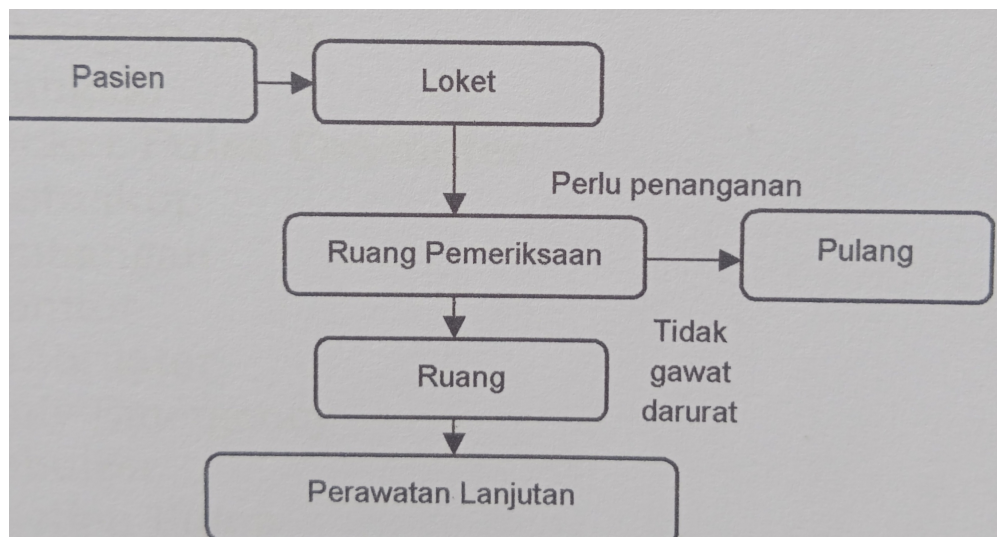 Pasien
Loket
Perlu penanganan
Ruang Pemeriksaan
Pulang
Tidak
gawat
darurat
Ruang
Perawatan Lanjutan